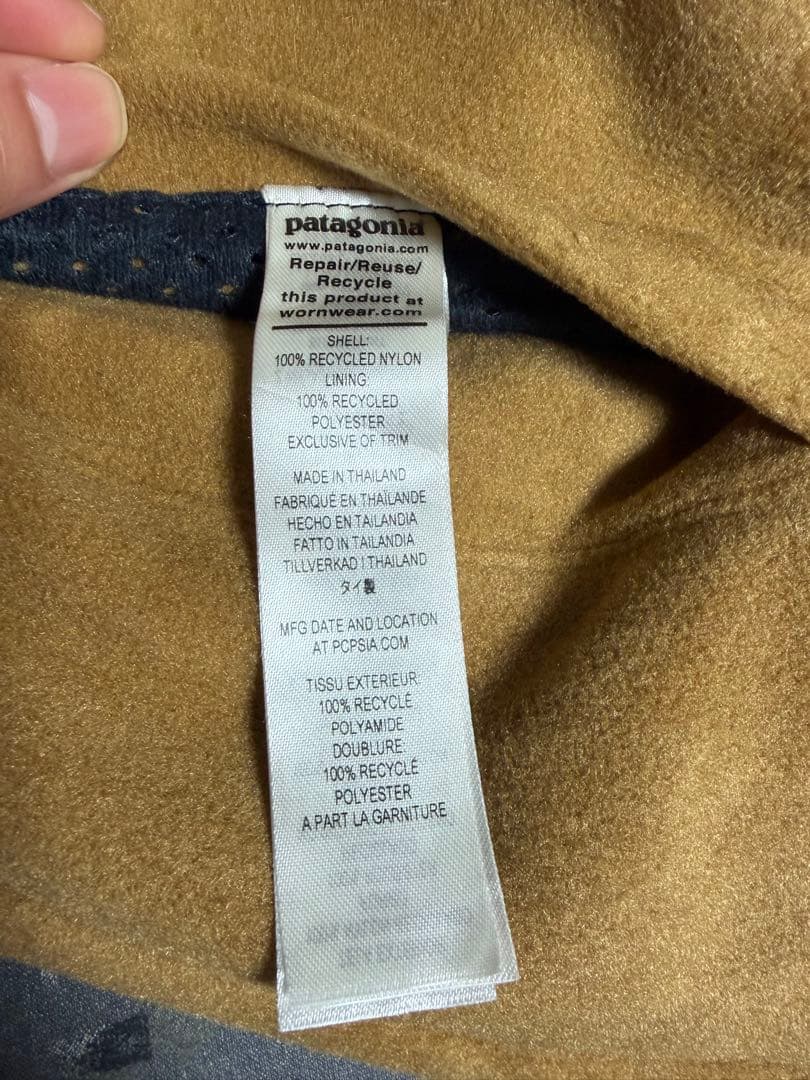 patagonia
www.patagonia.com
Repair/Reuse/
Recycle
this product at
wornwear.com
SHELL:
100% RECYCLED NYLON
LINING:
100% RECYCLED
POLYESTER
EXCLUSIVE OF TRIM
MADE IN THAILAND
FABRIQUÉ EN THAÏLANDE
HECHO EN TAILANDIA
FATTO IN TAILANDIA
TILLVERKAD I THAILAND
タイ製
MFG DATE AND LOCATION
AT PCPSIA.COM
TISSU EXTERIEUR:
100% RECYCLÉ
POLYAMIDE
DOUBLURE:
100% RECYCLÉ
POLYESTER
A PART LA GARNITURE